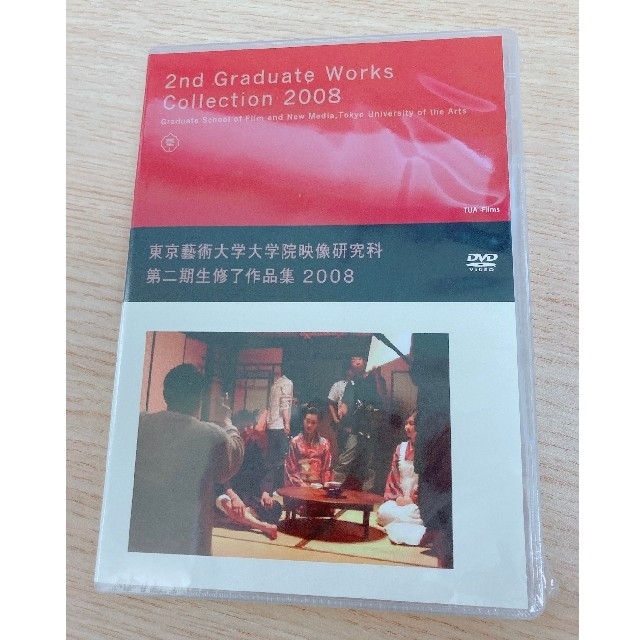 2nd Graduate Works
Collection 2008
Graduate School of Film and New Media, Tokyo University of the Arts
TUA-Films
東京藝術大学大学院映像研究科
第二期生修了作品集 2008
DVD
VIDEO